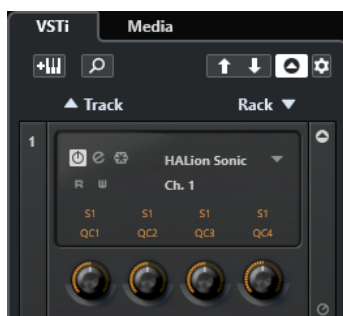 VSTi Media
Track Rack
1
HALion Sonic
R W Ch. 1
S1 S1 S1 S1
QC1 QC2 QC3 QC4